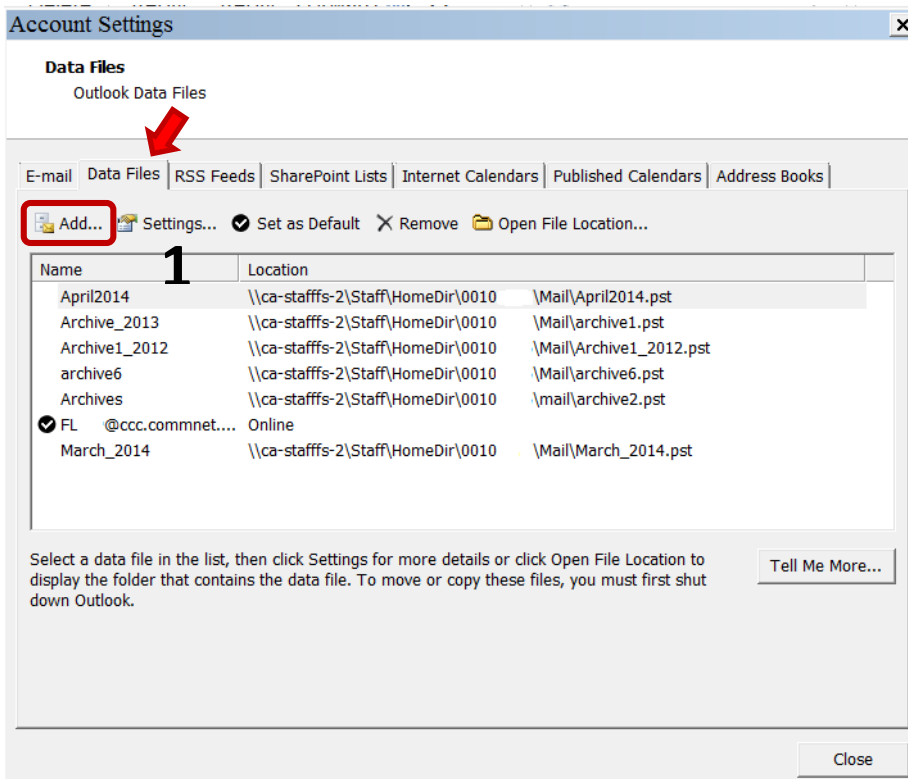 Account Settings
Data Files
Outlook Data Files
E-mail Data Files RSS Feeds SharePoint Lists Internet Calendars Published Calendars Address Books
Add... Settings... Set as Default Remove Open File Location...
1
Name Location
April2014 \\ca-stafffs-2\Staff\HomeDir\0010 \Mail\April2014.pst
Archive_2013 \\ca-stafffs-2\Staff\HomeDir\0010 \Mail\archive1.pst
Archive1_2012 \\ca-stafffs-2\Staff\HomeDir\0010 \Mail\Archive1_2012.pst
archive6 \\ca-stafffs-2\Staff\HomeDir\0010 \Mail\archive6.pst
Archives \\ca-stafffs-2\Staff\HomeDir\0010 \mail\archive2.pst
FL @ccc.commnet.... Online
March_2014 \\ca-stafffs-2\Staff\HomeDir\0010 \Mail\March_2014.pst
Select a data file in the list, then click Settings for more details or click Open File Location to
display the folder that contains the data file. To move or copy these files, you must first shut
down Outlook.
Tell Me More...
Close